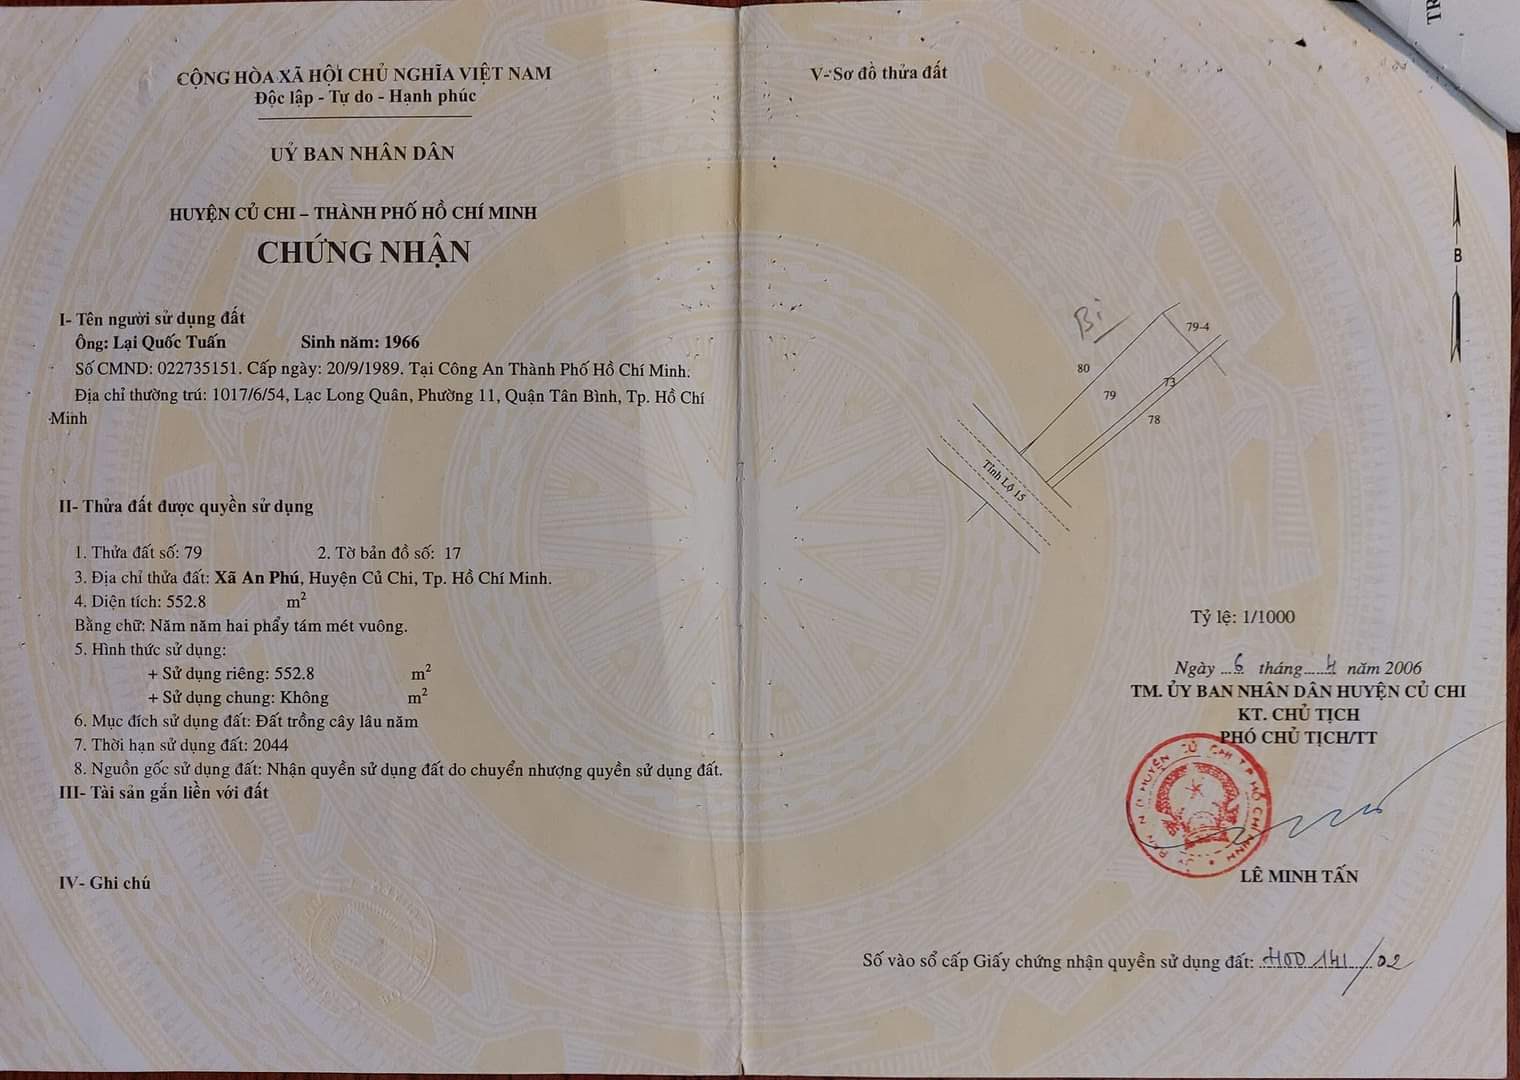 CỘNG HÒA XÃ HỘI CHỦ NGHĨA VIỆT NAM
Độc lập - Tự do - Hạnh phúc
UỶ BAN NHÂN DÂN
HUYỆN CỦ CHI – THÀNH PHỐ HỒ CHÍ MINH
CHỨNG NHẬN
I- Tên người sử dụng đất
Ông: Lại Quốc Tuấn Sinh năm: 1966
Số CMND: 022735151. Cấp ngày: 20/9/1989. Tại Công An Thành Phố Hồ Chí Minh.
Địa chỉ thường trú: 1017/6/54, Lạc Long Quân, Phường 11, Quận Tân Bình, Tp. Hồ Chí
Minh
II- Thửa đất được quyền sử dụng
1. Thửa đất số: 79 2. Tờ bản đồ số: 17
3. Địa chỉ thửa đất: Xã An Phú, Huyện Củ Chi, Tp. Hồ Chí Minh.
4. Diện tích: 552.8 m²
Bằng chữ: Năm năm hai phẩy tám mét vuông.
5. Hình thức sử dụng:
+ Sử dụng riêng: 552.8 m²
+ Sử dụng chung: Không m²
6. Mục đích sử dụng đất: Đất trồng cây lâu năm
7. Thời hạn sử dụng đất: 2044
8. Nguồn gốc sử dụng đất: Nhận quyền sử dụng đất do chuyển nhượng quyền sử dụng đất.
III- Tài sản gắn liền với đất
IV- Ghi chú
V- Sơ đồ thửa đất
TR
B
Bi
79-4
80
73
79
78
Tỉnh Lộ 15
Tỷ lệ: 1/1000
Ngày ...6 tháng.....4 năm 2006
TM. ỦY BAN NHÂN DÂN HUYỆN CỦ CHI
KT. CHỦ TỊCH
PHÓ CHỦ TỊCH/TT
ỦY BAN N D HUYỆN CỦ CHI T.P HỒ CHÍ MINH
LÊ MINH TẤN
Số vào sổ cấp Giấy chứng nhận quyền sử dụng đất: H00141/02